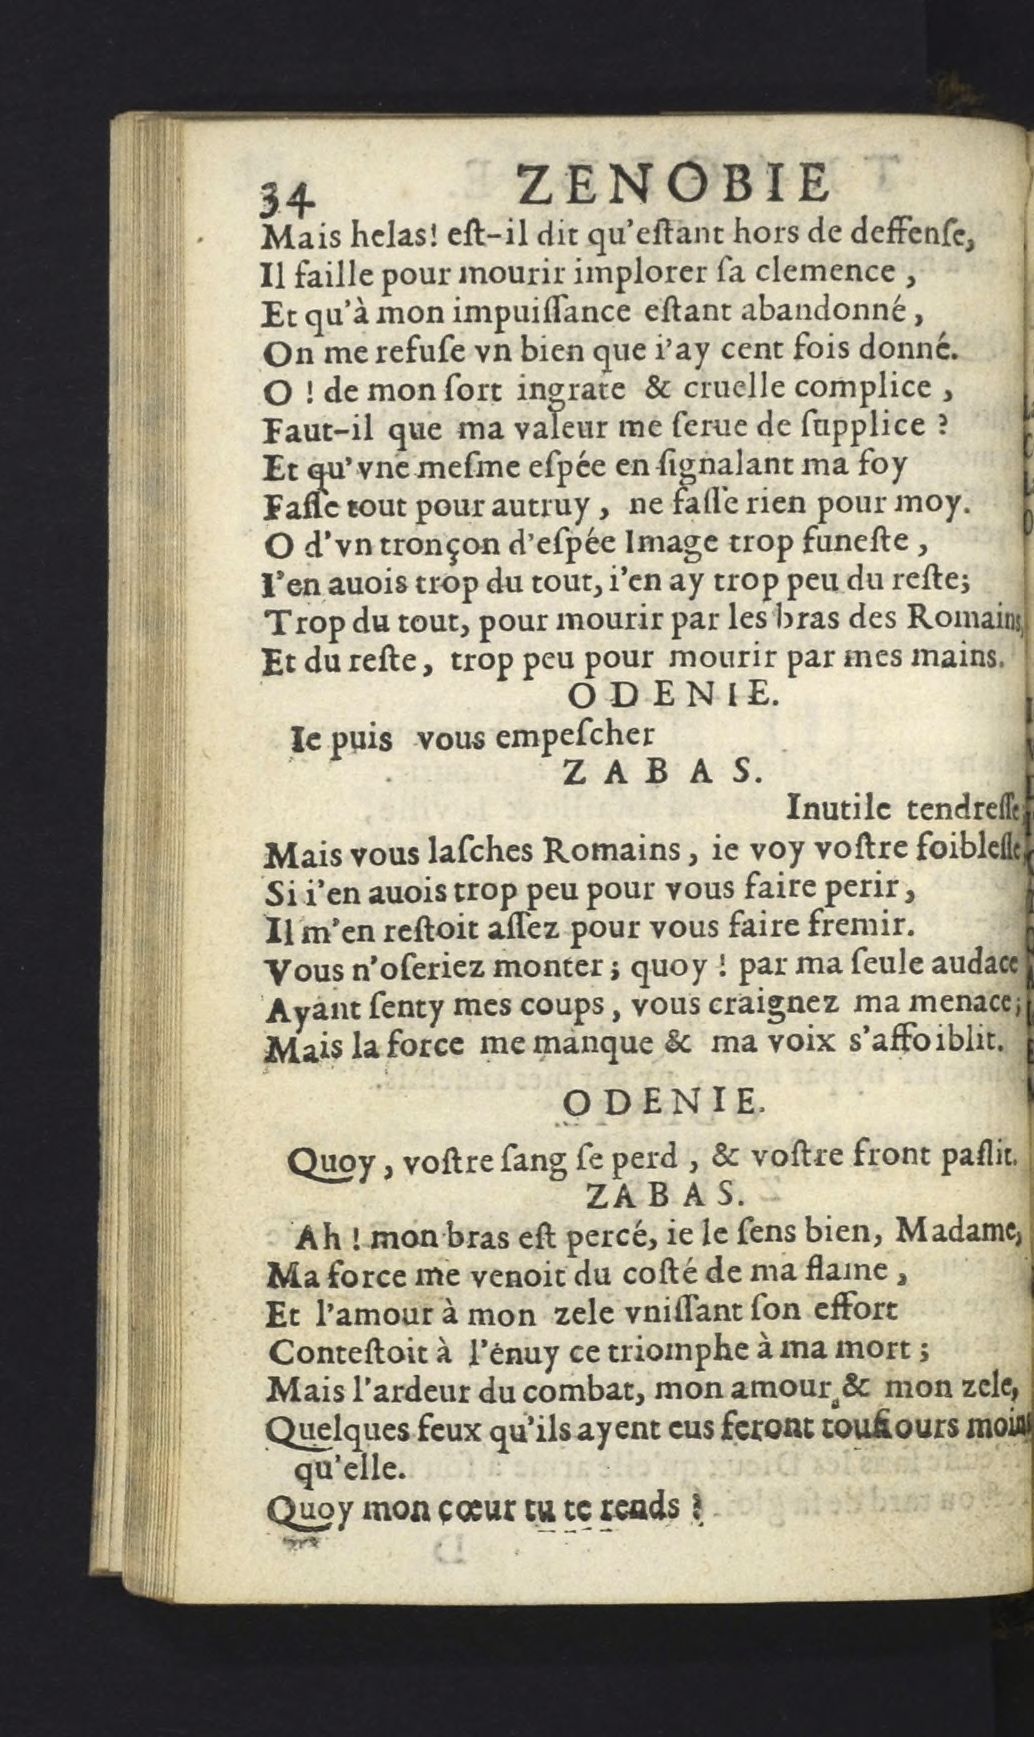 34 ZENOBIE
Mais helas! eſt-il dit qu'eſtant hors de deffenſe,
Il faille pour mourir implorer ſa clemence ,
Et qu'à mon impuiſſance eſtant abandonné ,
On me refuſe vn bien que i'ay cent fois donné.
O ! de mon ſort ingrate & cruelle complice ,
Faut-il que ma valeur me ſerue de ſupplice ?
Et qu'vne meſme eſpée en ſignalant ma foy
Faſſe tout pour autruy , ne faſſe rien pour moy.
O d'vn tronçon d'eſpée Image trop funeſte ,
I'en auois trop du tout, i'en ay trop peu du reſte;
Trop du tout, pour mourir par les bras des Romains,
Et du reſte, trop peu pour mourir par mes mains.
ODENIE.
Ie puis vous empeſcher
ZABAS.
Inutile tendreſſe
Mais vous laſches Romains, ie voy voſtre foibleſſe
Si i'en auois trop peu pour vous faire perir,
Il m'en reſtoit aſſez pour vous faire fremir.
Vous n'oſeriez monter ; quoy ! par ma ſeule audace
Ayant ſenty mes coups , vous craignez ma menace;
Mais la force me manque & ma voix s'affoiblit.
ODENIE.
Quoy, voſtre ſang ſe perd , & voſtre front paſlit.
ZABAS.
Ah ! mon bras eſt percé, ie le ſens bien, Madame,
Ma force me venoit du coſté de ma flame ,
Et l'amour à mon zele vniſſant ſon effort
Conteſtoit à l'énuy ce triomphe à ma mort ;
Mais l'ardeur du combat, mon amour & mon zele,
Quelques feux qu'ils ayent eus feront touſiours moins
qu'elle.
Quoy mon cœur tu te rends ?